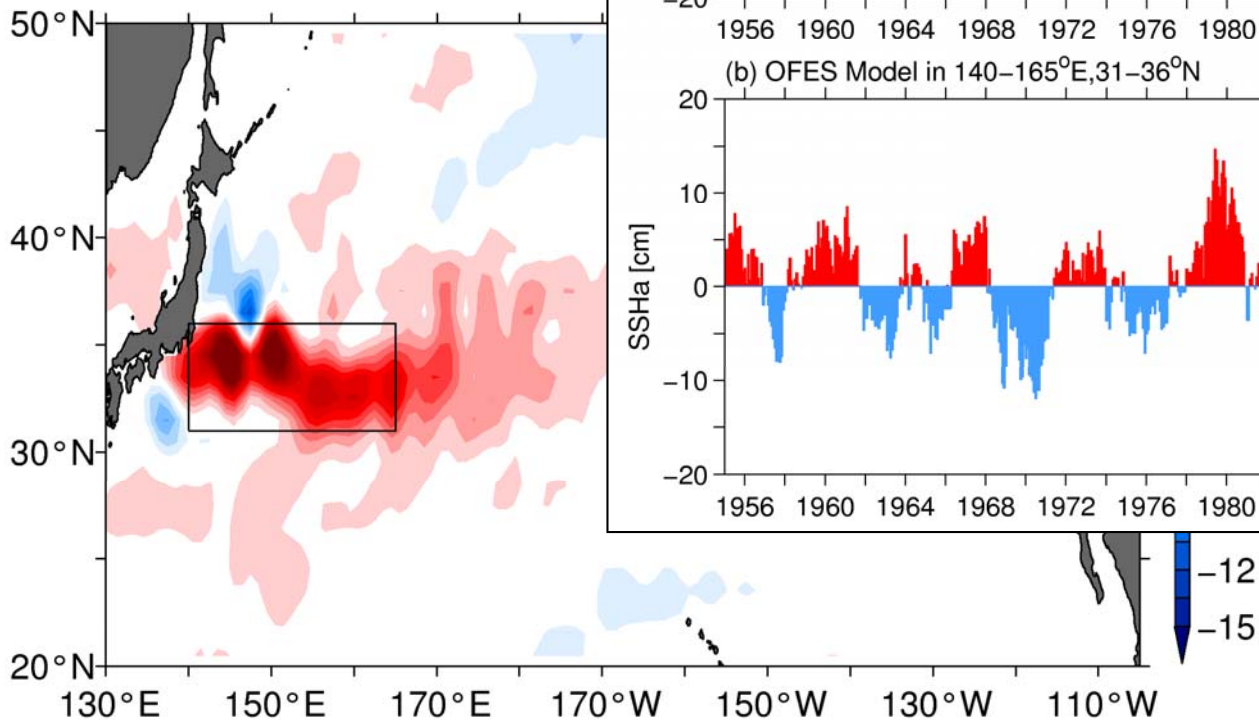 −20
1956 1960 1964 1968 1972 1976 1980
(b) OFES Model in 140−165°E,31−36°N
20
10
0
−10
−20
SSHa [cm]
1956 1960 1964 1968 1972 1976 1980
50°N
40°N
30°N
20°N
130°E 150°E 170°E 170°W 150°W 130°W 110°W
−12
−15